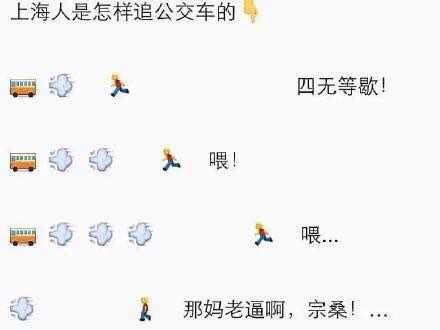 上海人是怎样追公交车的👇
🚌💨 🏃 四无等歇!
🚌💨💨 🏃 喂!
🚌💨💨💨 🏃 喂...
💨 🏃 那妈老逼啊，宗桑！...